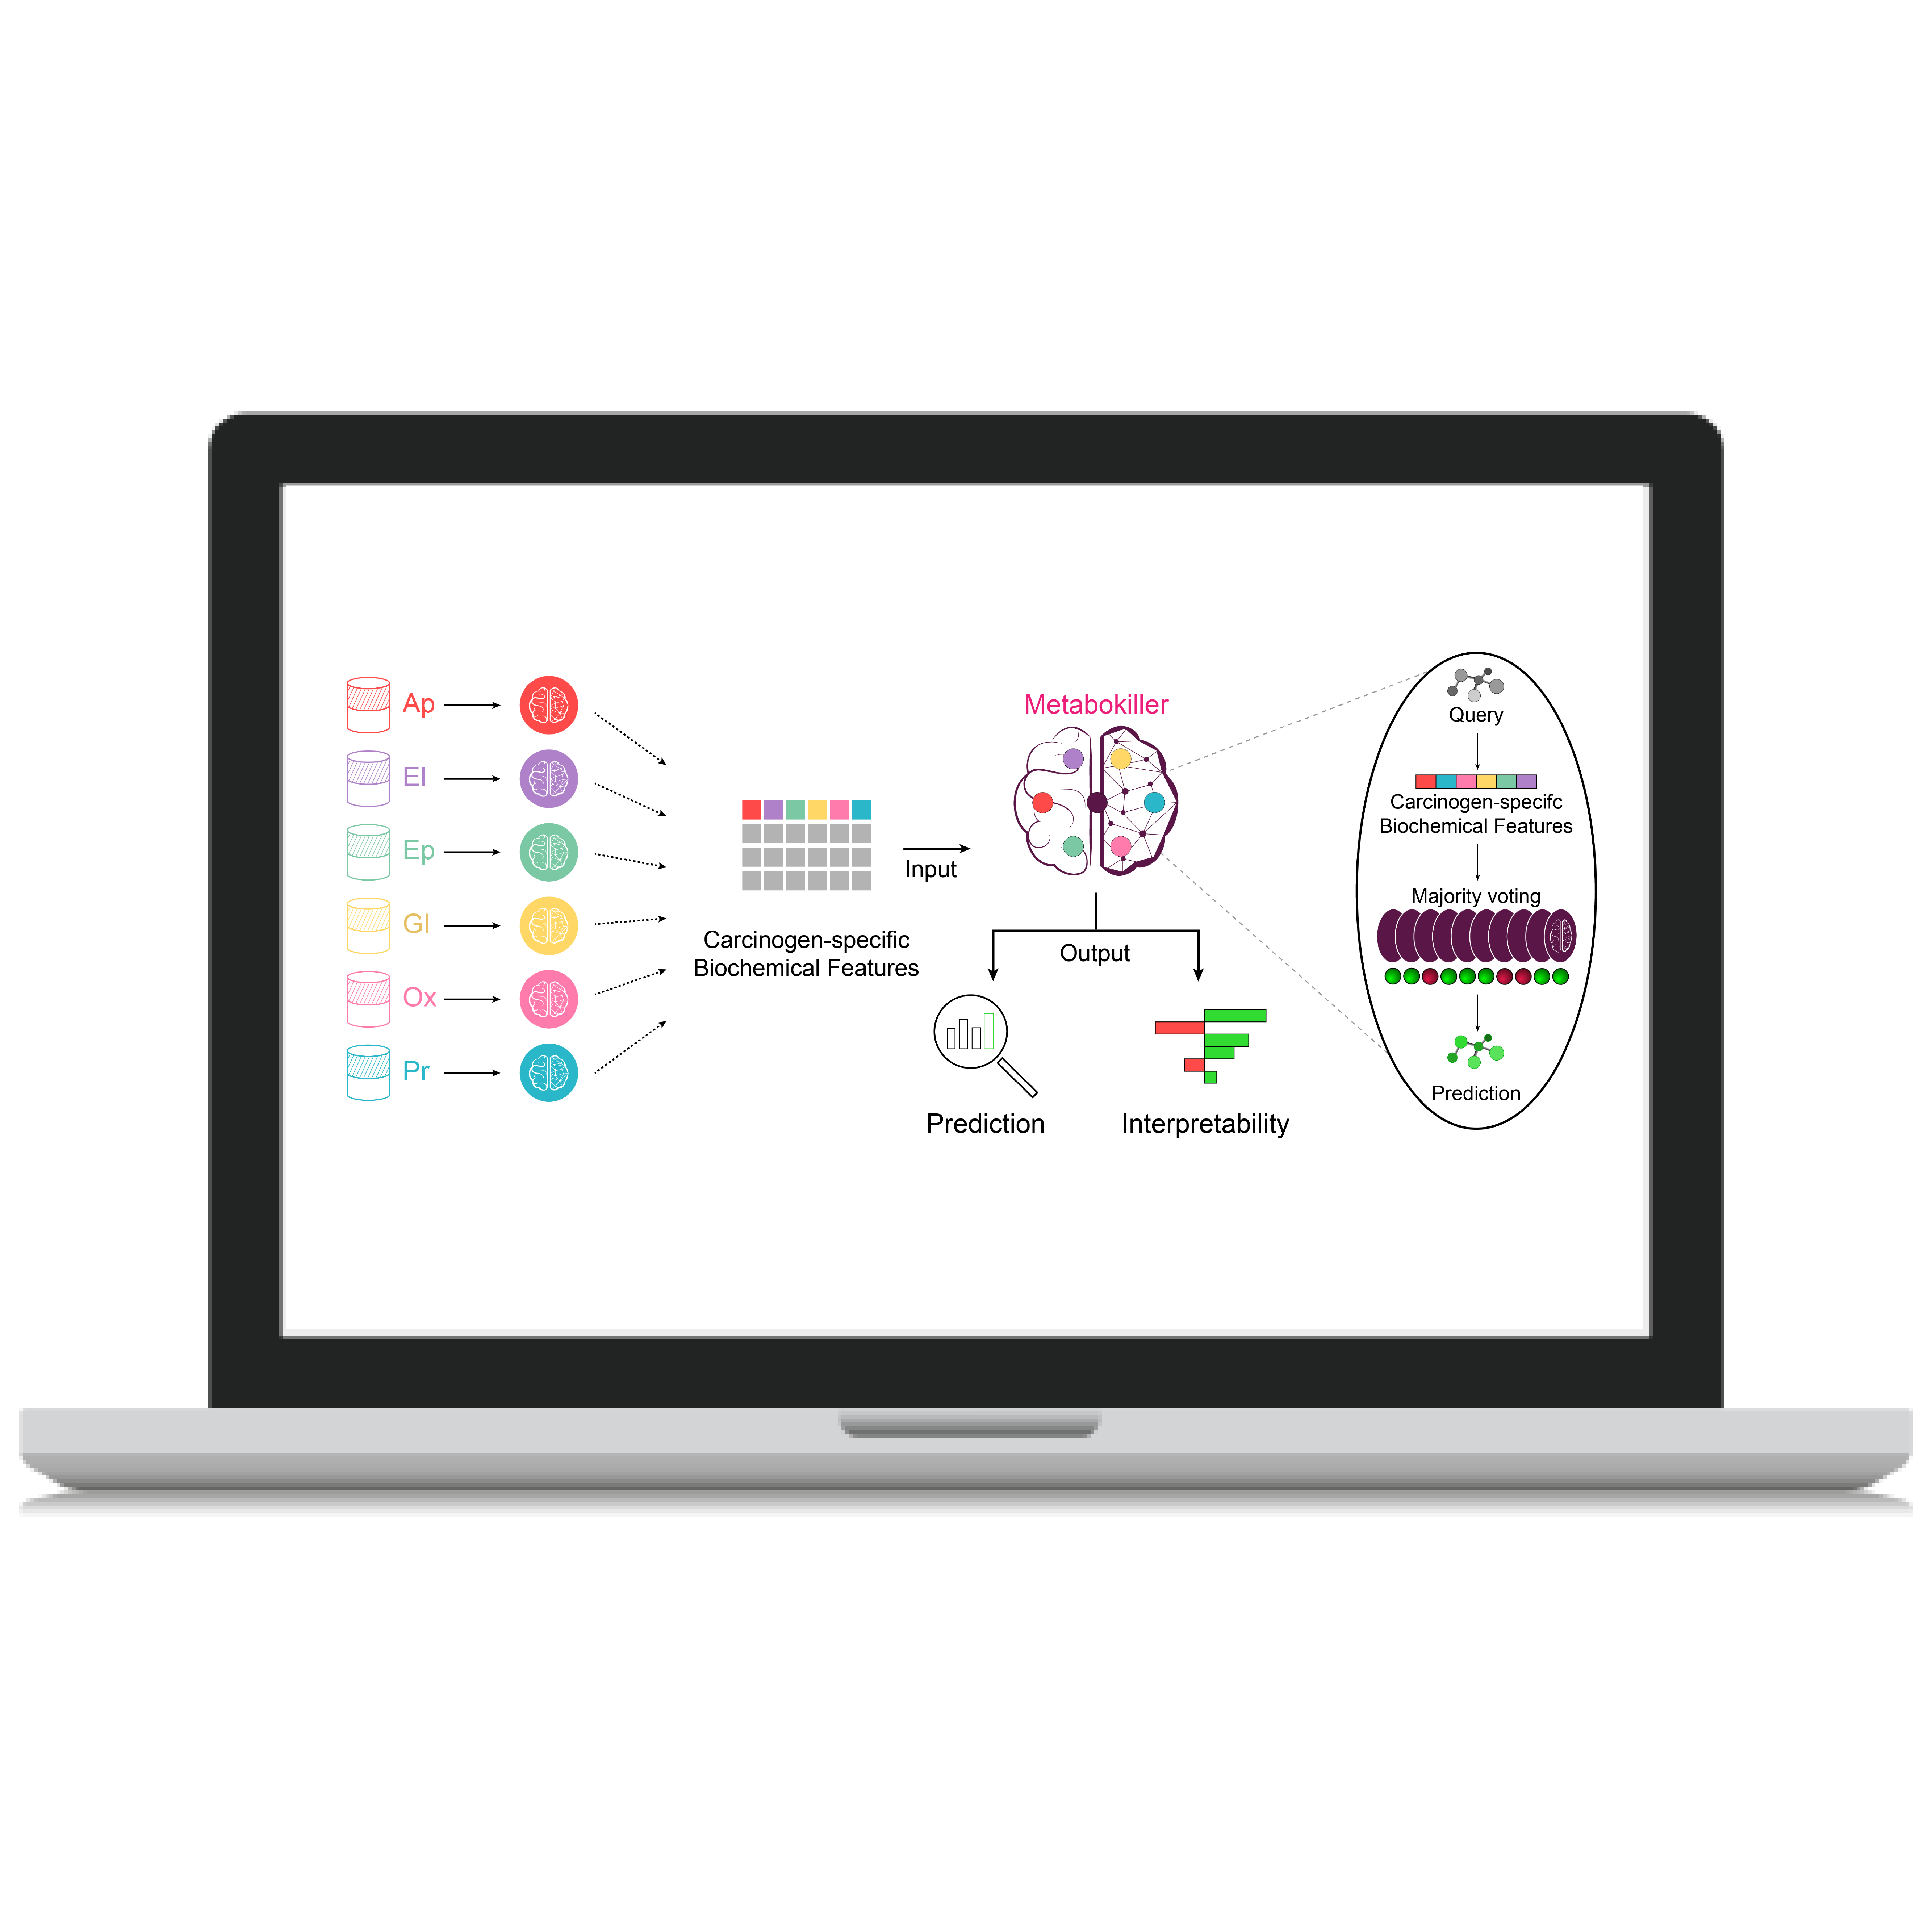 Ap
El
Ep
Gl
Ox
Pr
Carcinogen-specific
Biochemical Features
Input
Metabokiller
Output
Prediction
Interpretability
Query
Carcinogen-specifc
Biochemical Features
Majority voting
Prediction